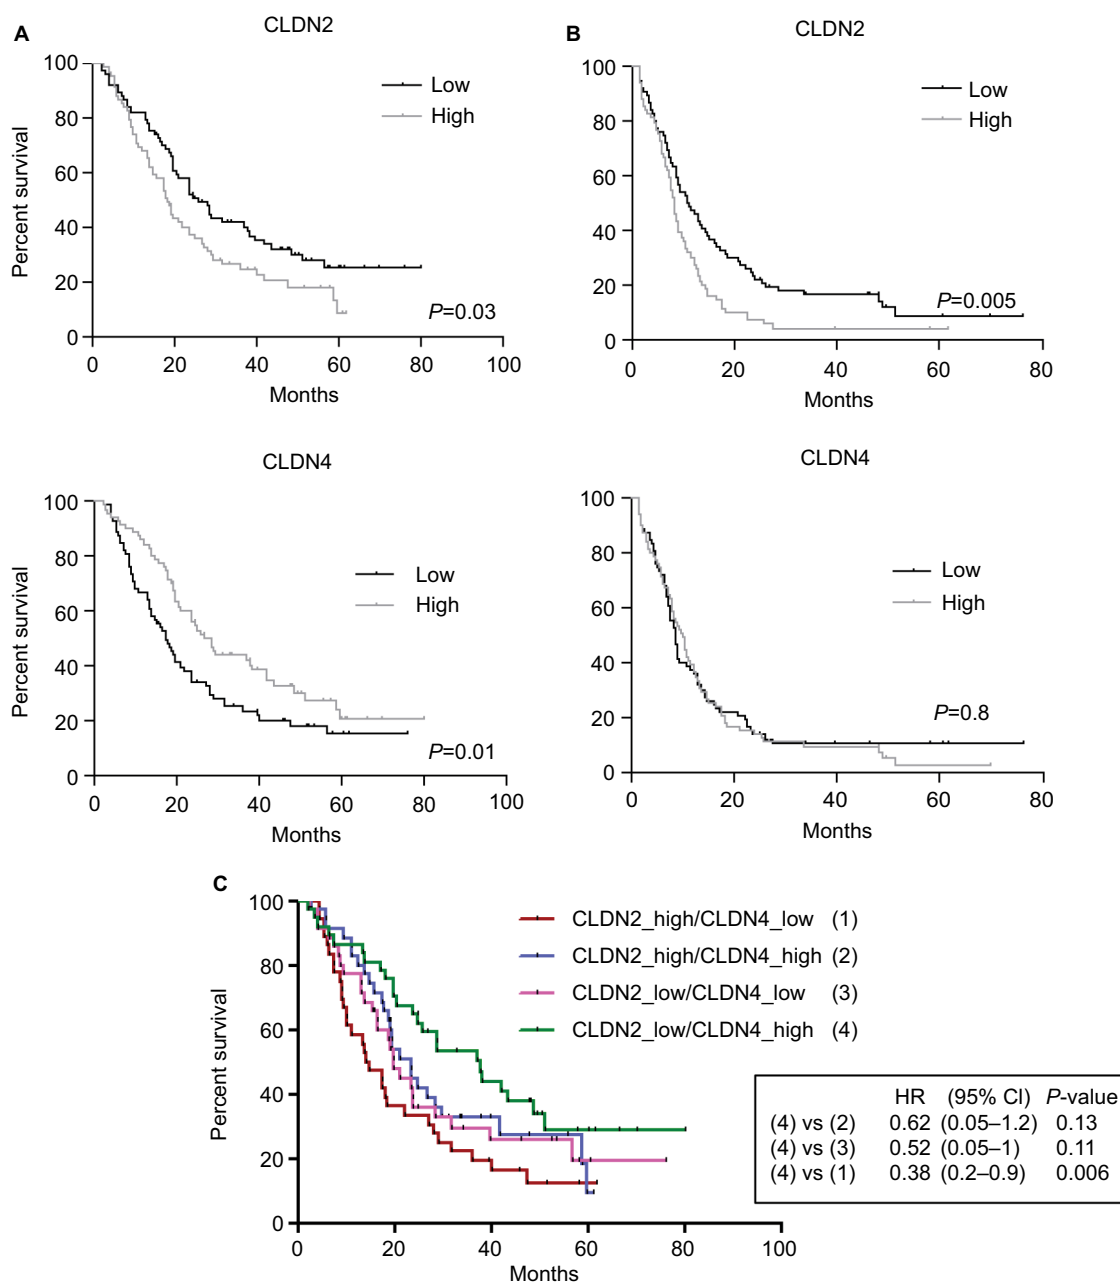 A
CLDN2
100
80
60
40
20
0
Percent survival
Low
High
P=0.03
0 20 40 60 80 100
Months
B
CLDN2
100
80
60
40
20
0
Percent survival
Low
High
P=0.005
0 20 40 60 80
Months
CLDN4
100
80
60
40
20
0
Percent survival
Low
High
P=0.01
0 20 40 60 80 100
Months
CLDN4
100
80
60
40
20
0
Low
High
P=0.8
0 20 40 60 80
Months
C
100
80
60
40
20
0
Percent survival
CLDN2_high/CLDN4_low (1)
CLDN2_high/CLDN4_high (2)
CLDN2_low/CLDN4_low (3)
CLDN2_low/CLDN4_high (4)
0 20 40 60 80 100
Months
HR (95% CI) P-value
(4) vs (2) 0.62 (0.05–1.2) 0.13
(4) vs (3) 0.52 (0.05–1) 0.11
(4) vs (1) 0.38 (0.2–0.9) 0.006